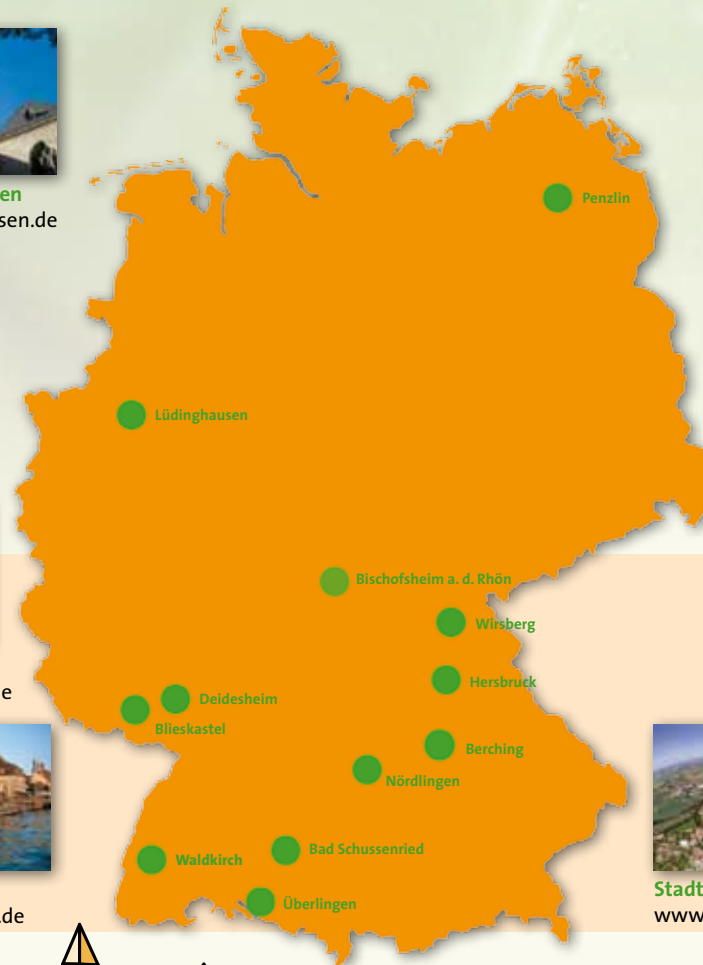 en
sen.de
Penzlin
Lüdinghausen
Bischofsheim a. d. Rhön
Wirsberg
Hersbruck
e
Deidesheim
Blieskastel
Berching
Nördlingen
Bad Schussenried
Waldkirch
Stadt
Überlingen
.de
www